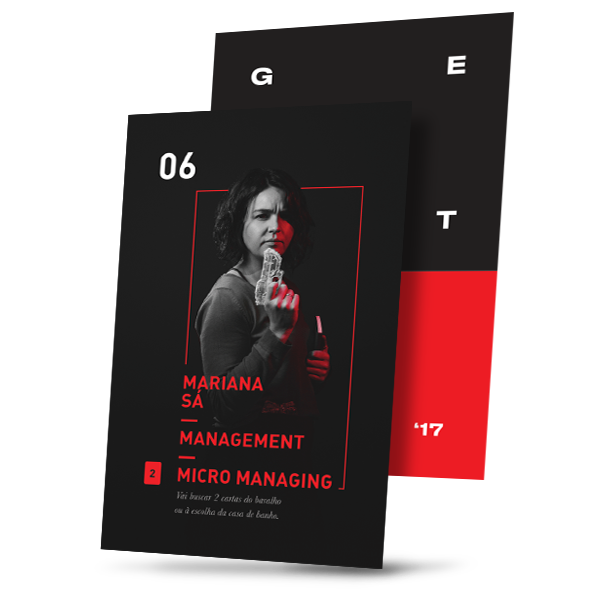 G E
T
‘17
06
MARIANA
SÁ
MANAGEMENT
2 MICRO MANAGING
Vai buscar 2 cartas do baralho
ou à escolha da casa de banho.